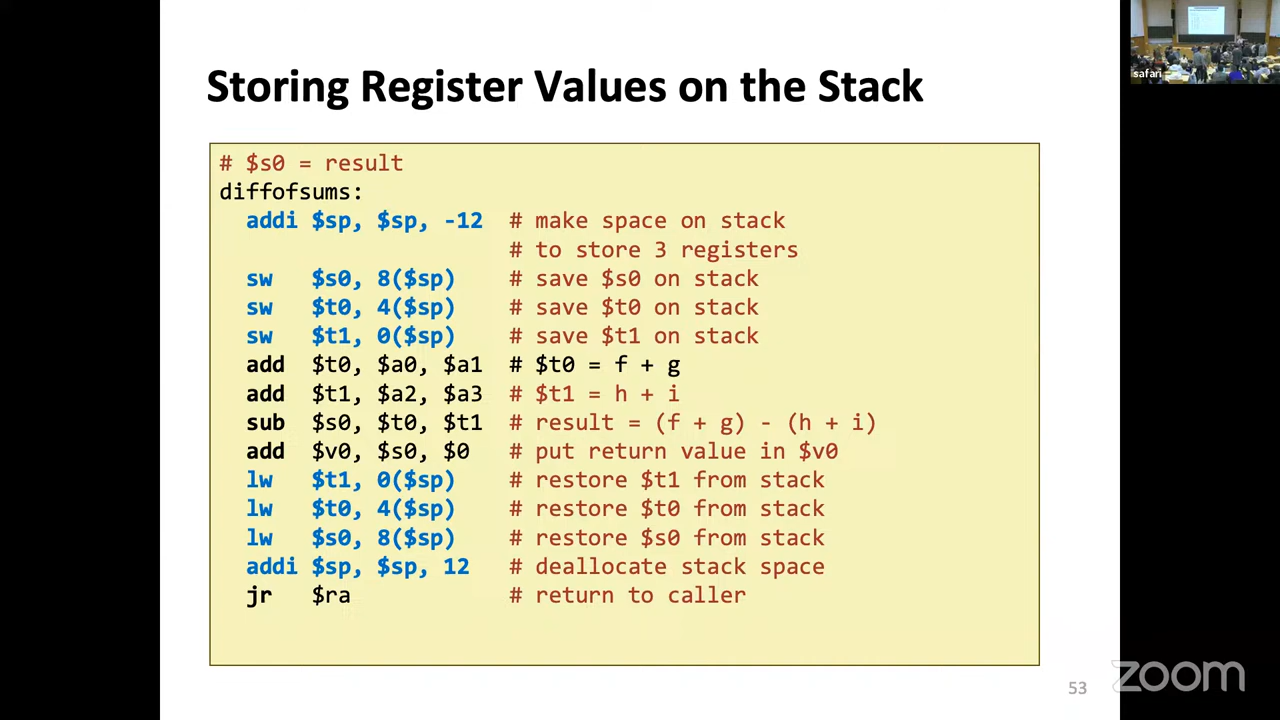 safari
Storing Register Values on the Stack
# $s0 = result
diffofsums:
addi $sp, $sp, -12 # make space on stack
# to store 3 registers
sw $s0, 8($sp) # save $s0 on stack
sw $t0, 4($sp) # save $t0 on stack
sw $t1, 0($sp) # save $t1 on stack
add $t0, $a0, $a1 # $t0 = f + g
add $t1, $a2, $a3 # $t1 = h + i
sub $s0, $t0, $t1 # result = (f + g) - (h + i)
add $v0, $s0, $0 # put return value in $v0
lw $t1, 0($sp) # restore $t1 from stack
lw $t0, 4($sp) # restore $t0 from stack
lw $s0, 8($sp) # restore $s0 from stack
addi $sp, $sp, 12 # deallocate stack space
jr $ra # return to caller
53
zoom